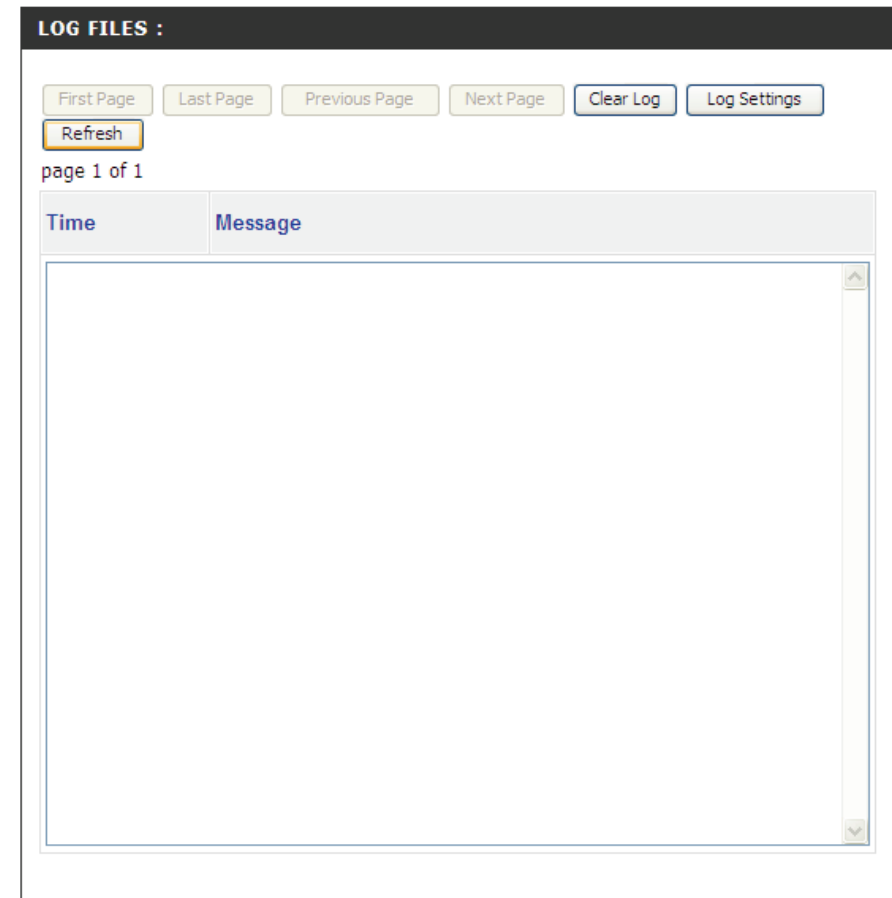 LOG FILES :
First Page Last Page Previous Page Next Page Clear Log Log Settings
Refresh
page 1 of 1
Time Message